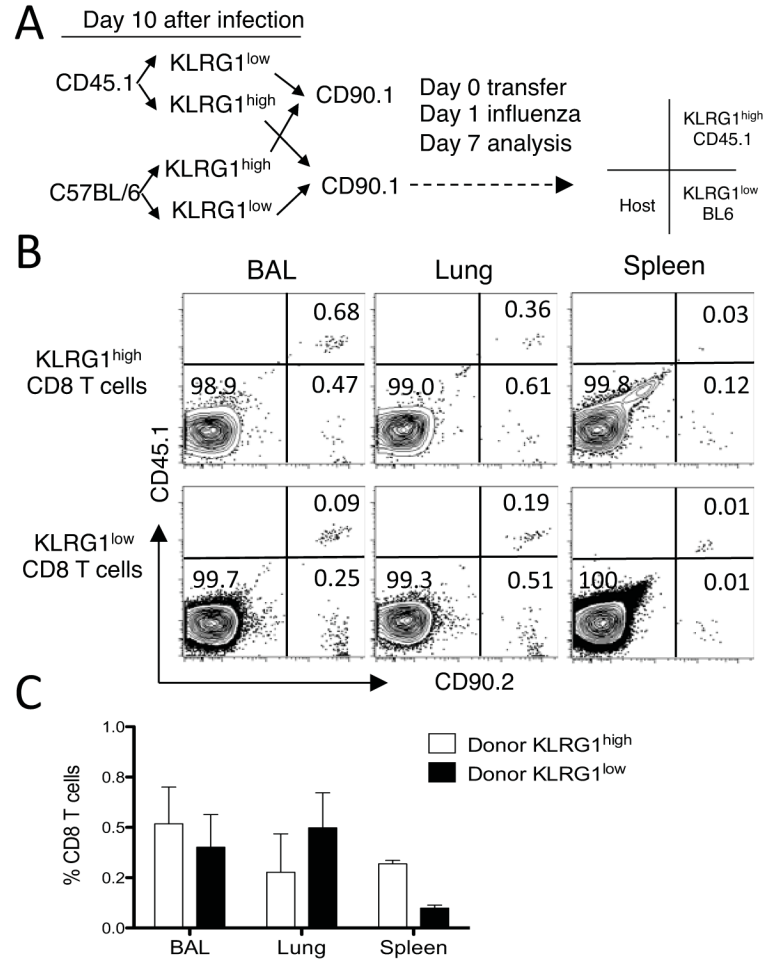 A
Day 10 after infection
CD45.1
KLRG1low
KLRG1high
CD90.1
C57BL/6
KLRG1high
KLRG1low
CD90.1
Day 0 transfer
Day 1 influenza
Day 7 analysis
KLRG1high
CD45.1
Host
KLRG1low
BL6
B
BAL Lung Spleen
KLRG1high
CD8 T cells
0.68 0.36 0.03
98.9 0.47 99.0 0.61 99.8 0.12
CD45.1
KLRG1low
CD8 T cells
0.09 0.19 0.01
99.7 0.25 99.3 0.51 100 0.01
CD90.2
C
% CD8 T cells
1.0
0.8
0.5
0.2
0.0
Donor KLRG1high
Donor KLRG1low
BAL Lung Spleen